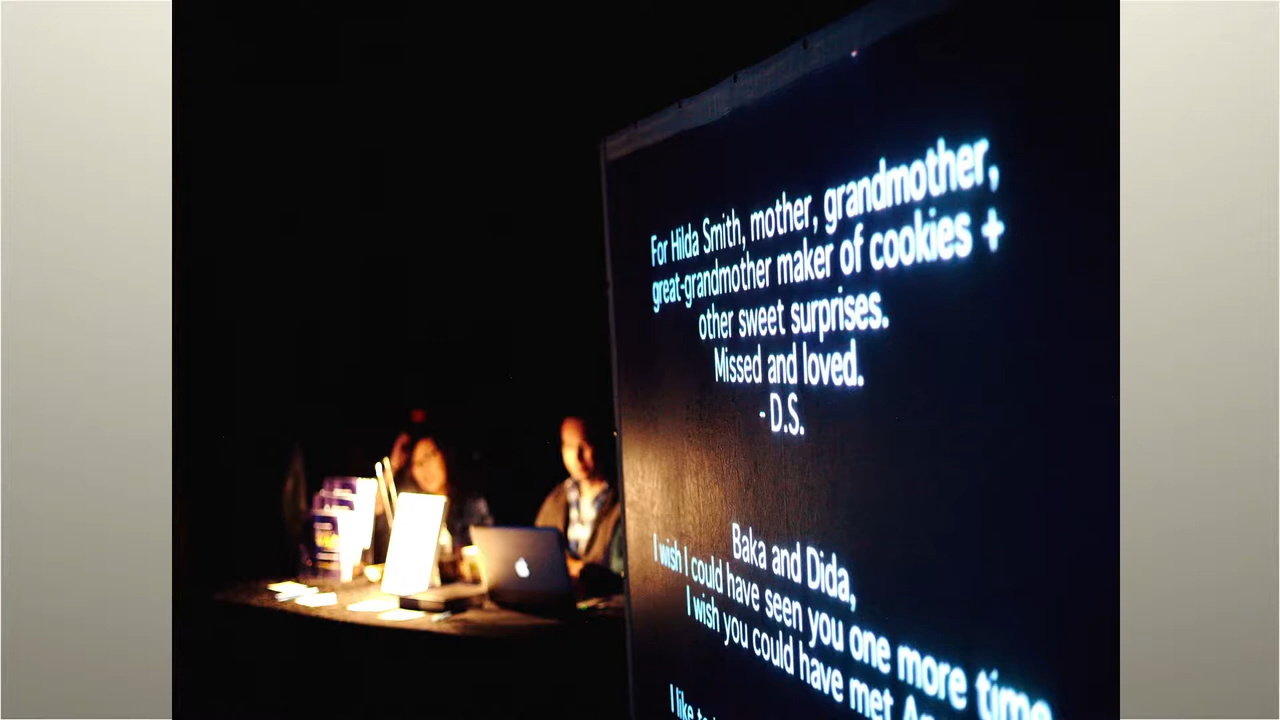 For Hilda Smith, mother, grandmother,
great-grandmother maker of cookies +
other sweet surprises.
Missed and loved.
- D.S.
Baka and Dida,
I wish I could have seen you one more time
I wish you could have met
I like